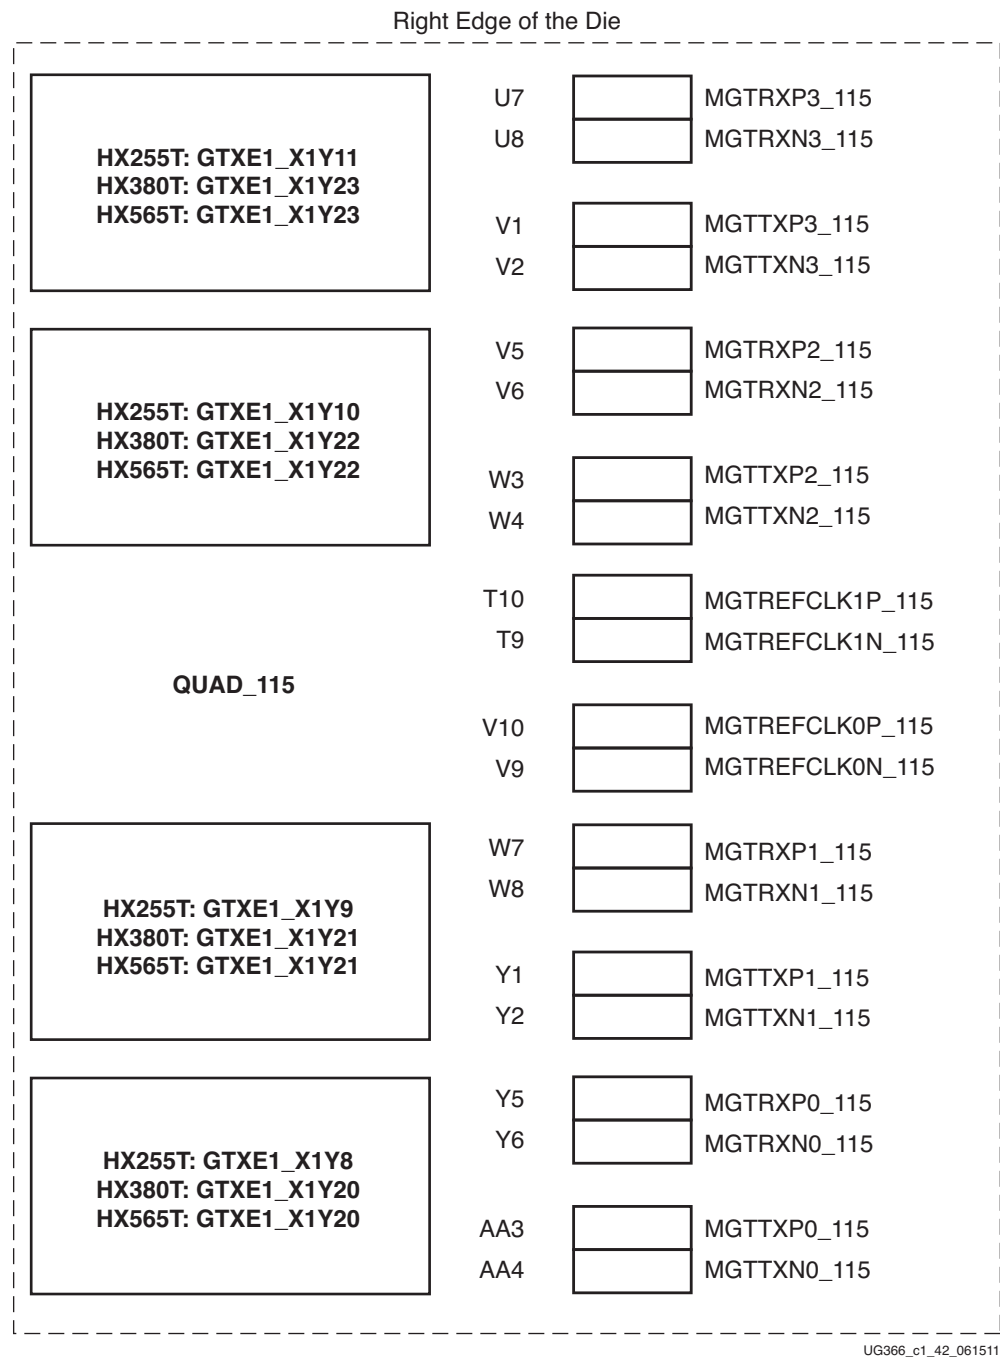 Right Edge of the Die
HX255T: GTXE1_X1Y11
HX380T: GTXE1_X1Y23
HX565T: GTXE1_X1Y23
U7 MGTRXP3_115
U8 MGTRXN3_115
V1 MGTTXP3_115
V2 MGTTXN3_115
HX255T: GTXE1_X1Y10
HX380T: GTXE1_X1Y22
HX565T: GTXE1_X1Y22
V5 MGTRXP2_115
V6 MGTRXN2_115
W3 MGTTXP2_115
W4 MGTTXN2_115
QUAD_115
T10 MGTREFCLK1P_115
T9 MGTREFCLK1N_115
V10 MGTREFCLK0P_115
V9 MGTREFCLK0N_115
HX255T: GTXE1_X1Y9
HX380T: GTXE1_X1Y21
HX565T: GTXE1_X1Y21
W7 MGTRXP1_115
W8 MGTRXN1_115
Y1 MGTTXP1_115
Y2 MGTTXN1_115
HX255T: GTXE1_X1Y8
HX380T: GTXE1_X1Y20
HX565T: GTXE1_X1Y20
Y5 MGTRXP0_115
Y6 MGTRXN0_115
AA3 MGTTXP0_115
AA4 MGTTXN0_115
UG366_c1_42_061511